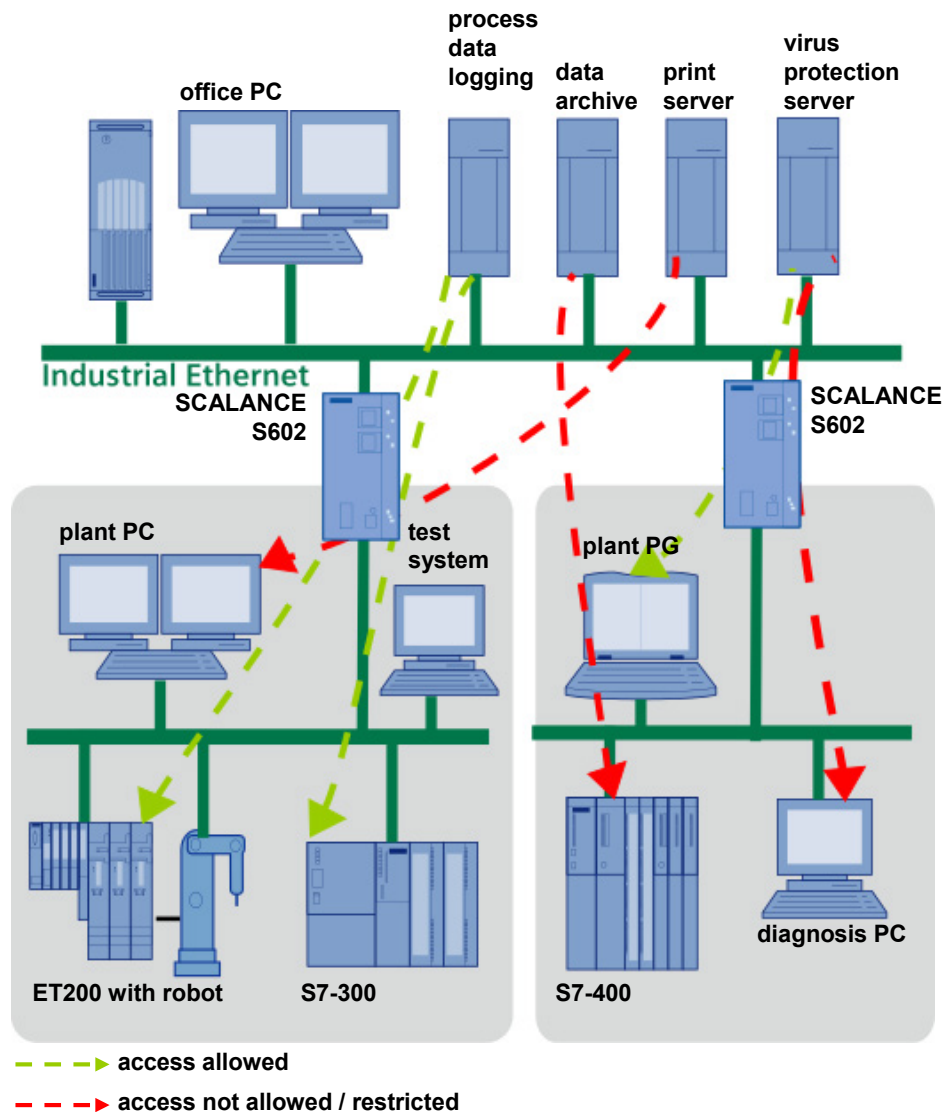 process
data
logging
office PC
data
archive
print
server
virus
protection
server
Industrial Ethernet
SCALANCE
S602
SCALANCE
S602
plant PC
test
system
plant PG
ET200 with robot
S7-300
S7-400
diagnosis PC
access allowed
access not allowed / restricted